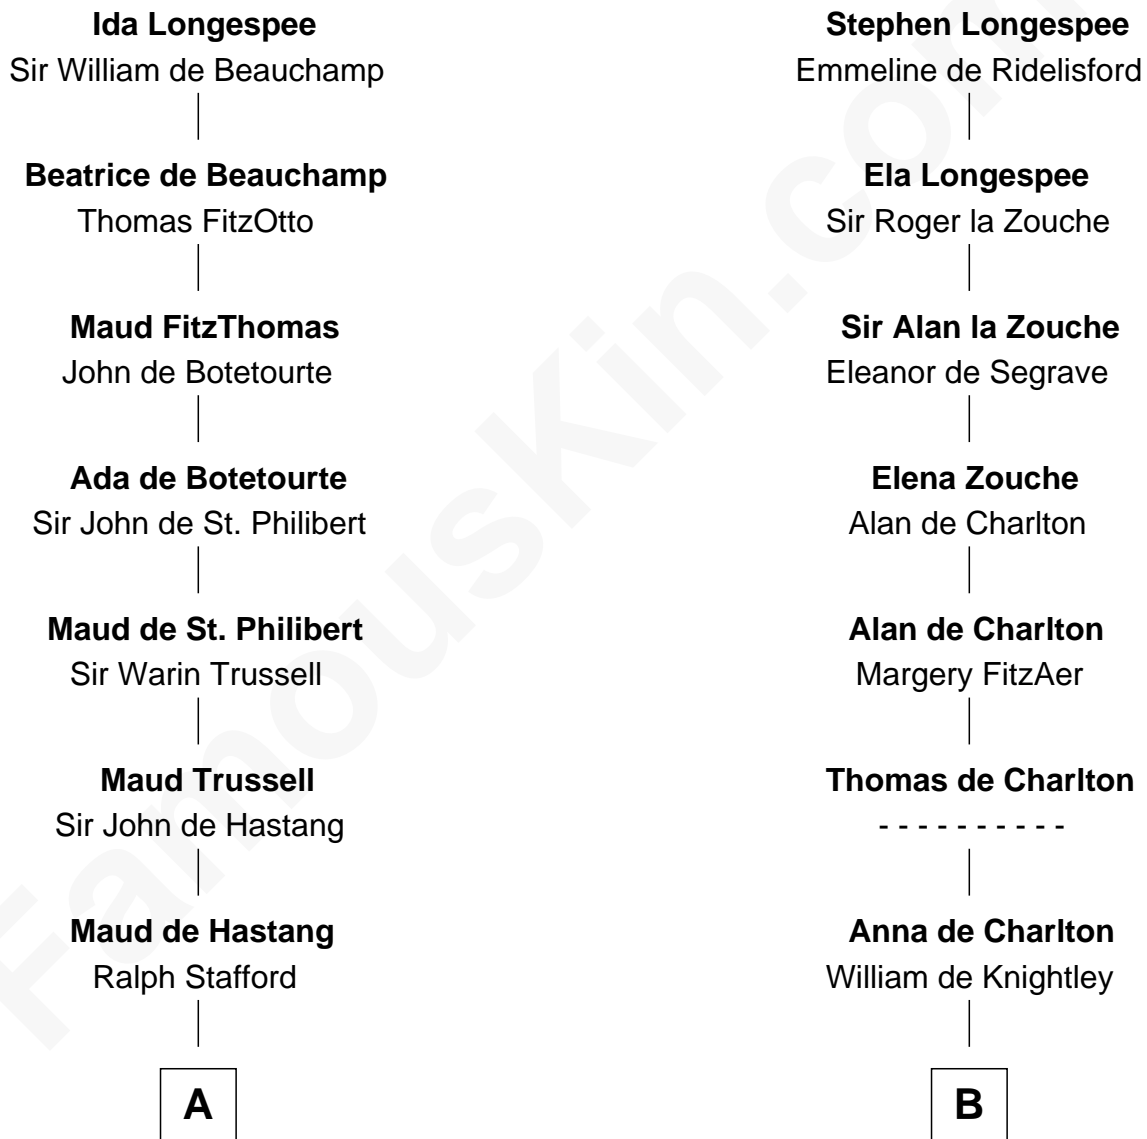 Ida Longespee
Sir William de Beauchamp
Beatrice de Beauchamp
Thomas FitzOtto
Maud FitzThomas
John de Botetourte
Ada de Botetourte
Sir John de St. Philibert
Maud de St. Philibert
Sir Warin Trussell
Maud Trussell
Sir John de Hastang
Maud de Hastang
Ralph Stafford
A
Stephen Longespee
Emmeline de Ridelisford
Ela Longespee
Sir Roger la Zouche
Sir Alan la Zouche
Eleanor de Segrave
Elena Zouche
Alan de Charlton
Alan de Charlton
Margery FitzAer
Thomas de Charlton
- - - - - - - - - -
Anna de Charlton
William de Knightley
B
FamousKin.com